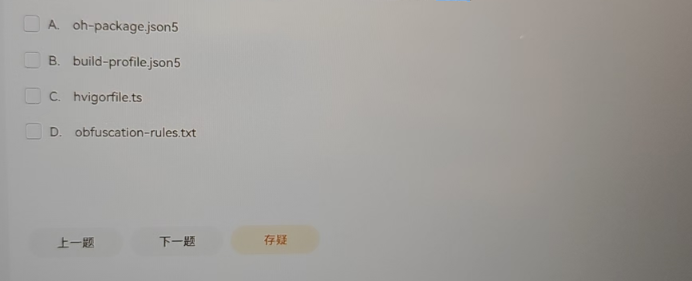 A. oh-package.json5
B. build-profile.json5
C. hvigorfile.ts
D. obfuscation-rules.txt
上一题 下一题 存疑